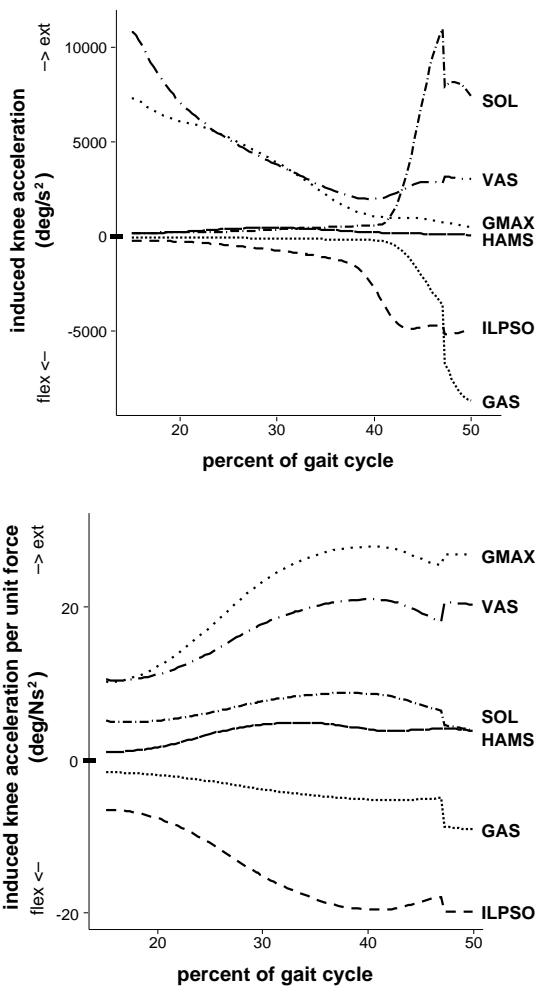 induced knee acceleration
(deg/s²)
flex <–
–> ext
10000
5000
0
-5000
SOL
VAS
GMAX
HAMS
ILPSO
GAS
20
30
40
50
percent of gait cycle
induced knee acceleration per unit force
(deg/Ns²)
flex <–
–> ext
20
0
-20
GMAX
VAS
SOL
HAMS
GAS
ILPSO
20
30
40
50
percent of gait cycle